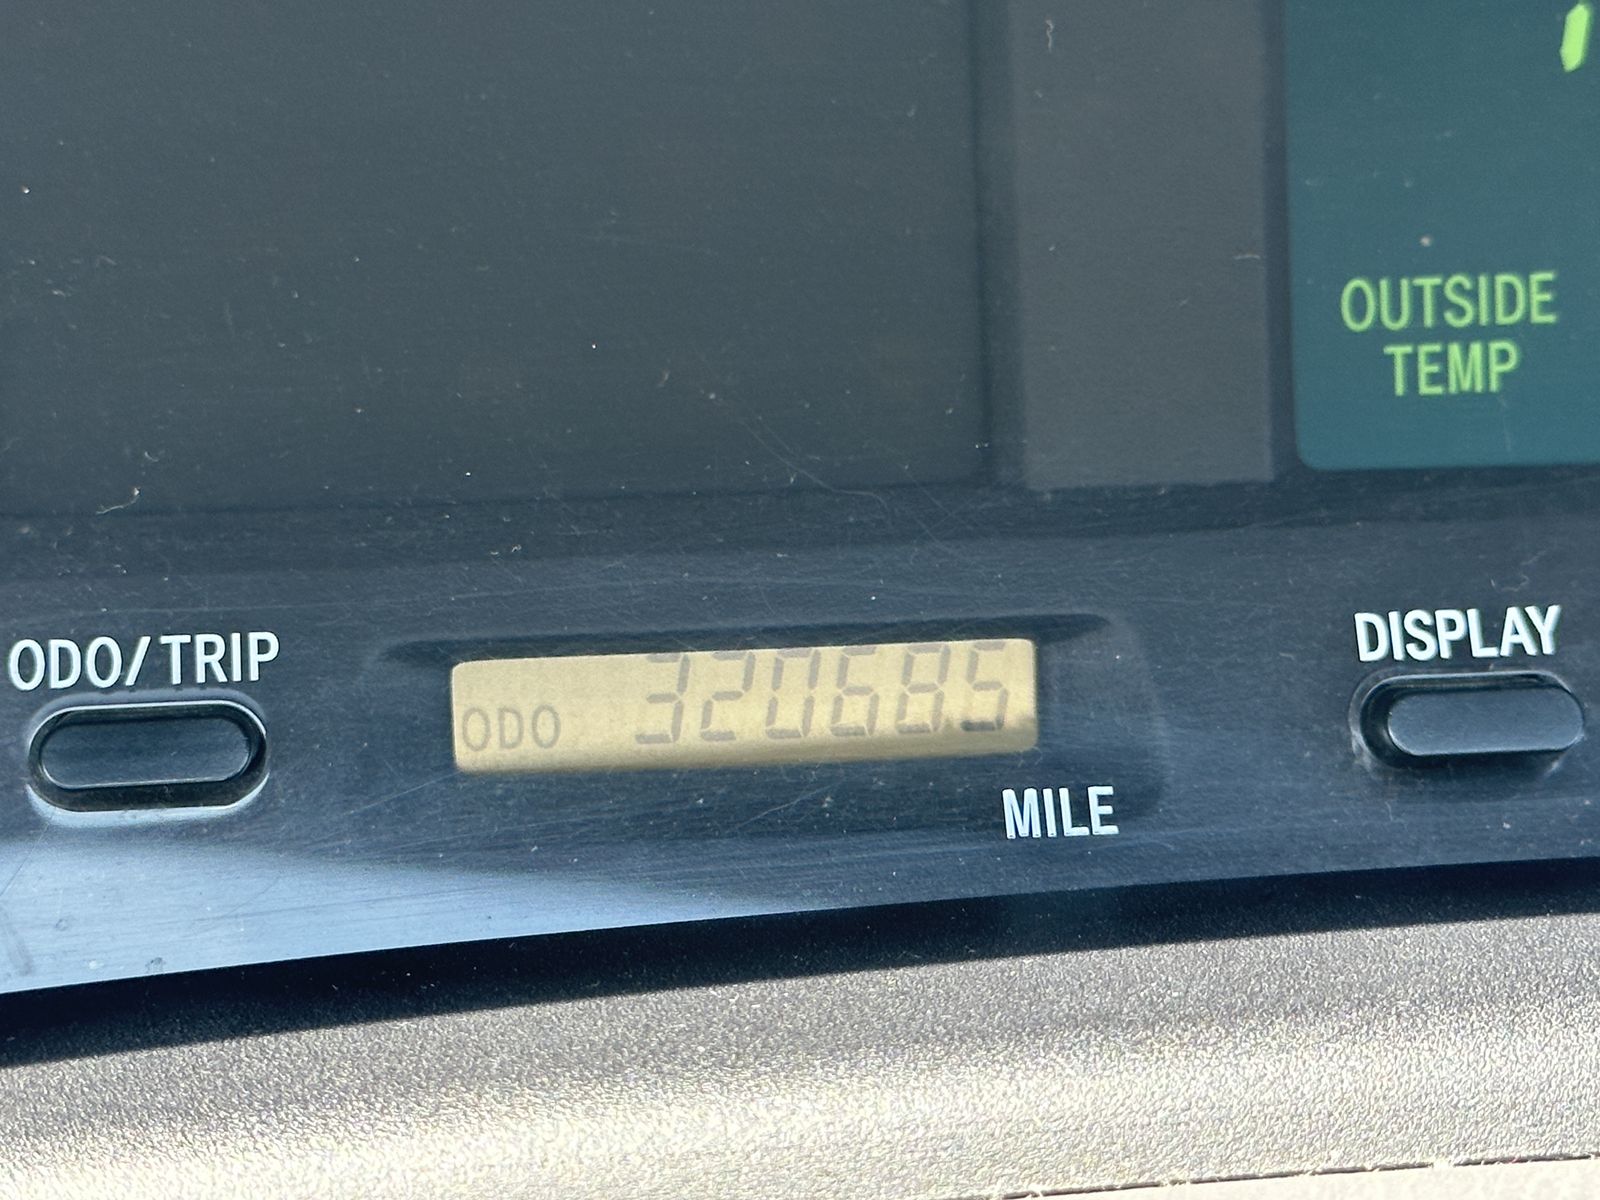 OUTSIDE
TEMP
ODO/TRIP
ODO 320685
DISPLAY
MILE